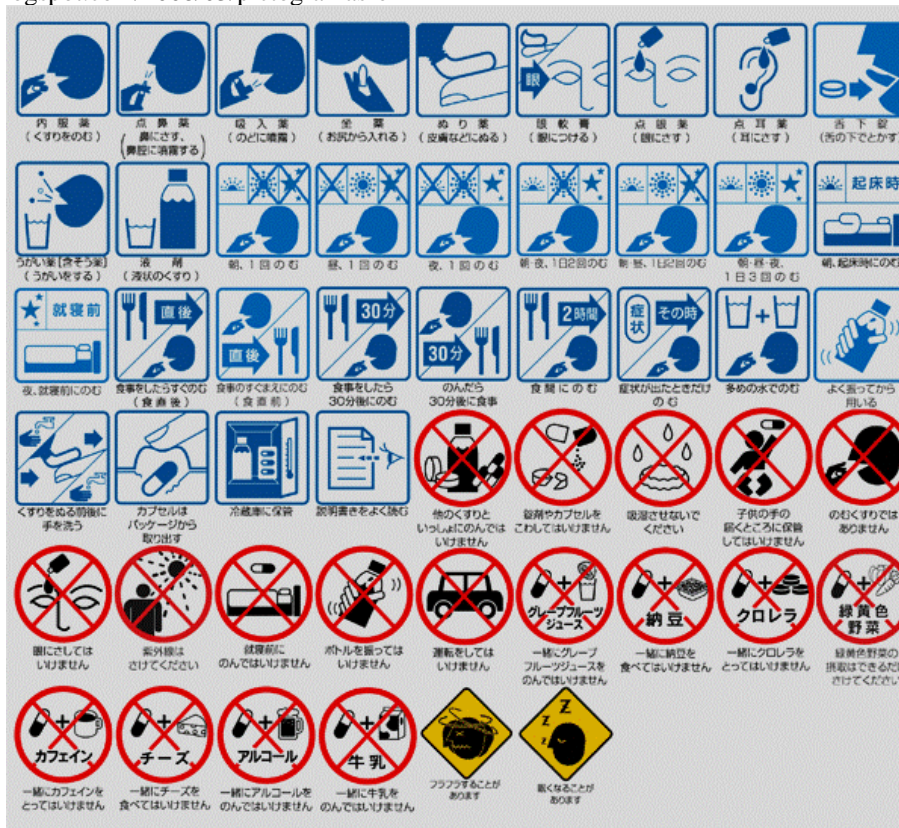 内服薬
(くすりをのむ)
点鼻薬
(鼻にさす、
鼻腔に噴霧する)
吸入薬
(のどに噴霧)
坐薬
(お尻から入れる)
ぬり薬
(皮膚などにぬる)
眼
眼軟膏
(眼につける)
点眼薬
(眼にさす)
点耳薬
(耳にさす)
舌下錠
(舌の下でとかす)
うがい薬[含そう薬]
(うがいをする)
液剤
(液状のくすり)
朝、1回のむ
昼、1回のむ
夜、1回のむ
朝・夜、1日2回のむ
朝・昼、1日2回のむ
朝・昼・夜、
1日3回のむ
起床時
朝、起床時にのむ
就寝前
夜、就寝前にのむ
直後
食事をしたらすぐのむ
(食直後)
直後
食事のすぐまえにのむ
(食直前)
30分
食事をしたら
30分後にのむ
30分
のんだら
30分後に食事
2時間
食間にのむ
症状
その時
症状が出たときだけ
のむ
多めの水でのむ
よく振ってから
用いる
くすりをぬる前後に
手を洗う
カプセルは
パッケージから
取り出す
冷蔵庫に保管
説明書きをよく読む
他のくすりと
いっしょにのんでは
いけません
錠剤やカプセルを
こわしてはいけません
吸湿させないで
ください
子供の手の
届くところに保管
してはいけません
のむくすりでは
ありません
眼にさしては
いけません
紫外線は
さけてください
就寝前に
のんではいけません
ボトルを振っては
いけません
運転をしては
いけません
グレープフルーツ
ジュース
一緒にグレープ
フルーツジュースを
のんではいけません
納豆
一緒に納豆を
食べてはいけません
クロレラ
一緒にクロレラを
とってはいけません
緑黄色
野菜
緑黄色野菜の
摂取はできるだけ
さけてください
カフェイン
一緒にカフェインを
とってはいけません
チーズ
一緒にチーズを
食べてはいけません
アルコール
一緒にアルコールを
のんではいけません
牛乳
一緒に牛乳を
のんではいけません
フラフラすることが
あります
Z
Z
Z
眠くなることが
あります